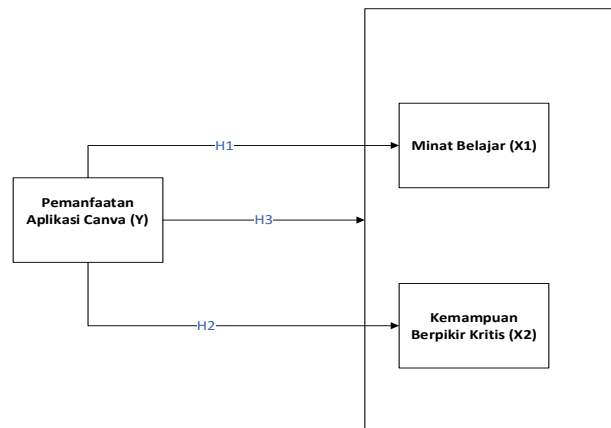 Minat Belajar (X1)
H1
Pemanfaatan
Aplikasi Canva (Y)
H3
Kemampuan
Berpikir Kritis (X2)
H2